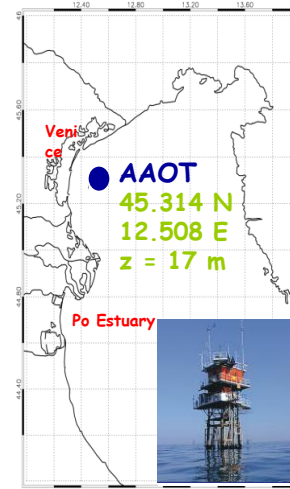 12.40 12.80 13.20 13.60
46
45.60
Veni
ce
AAOT
45.314 N
45.20
12.508 E
z = 17 m
44.80
Po Estuary
44.40